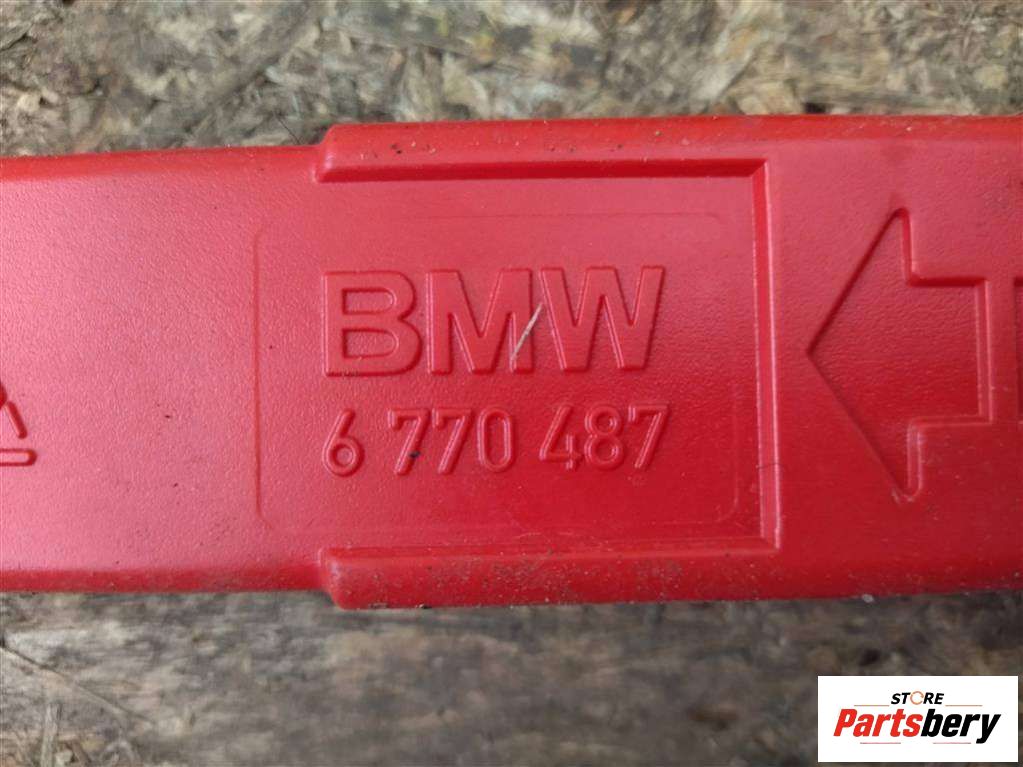 BMW
6 770 487
STORE
Partsbery